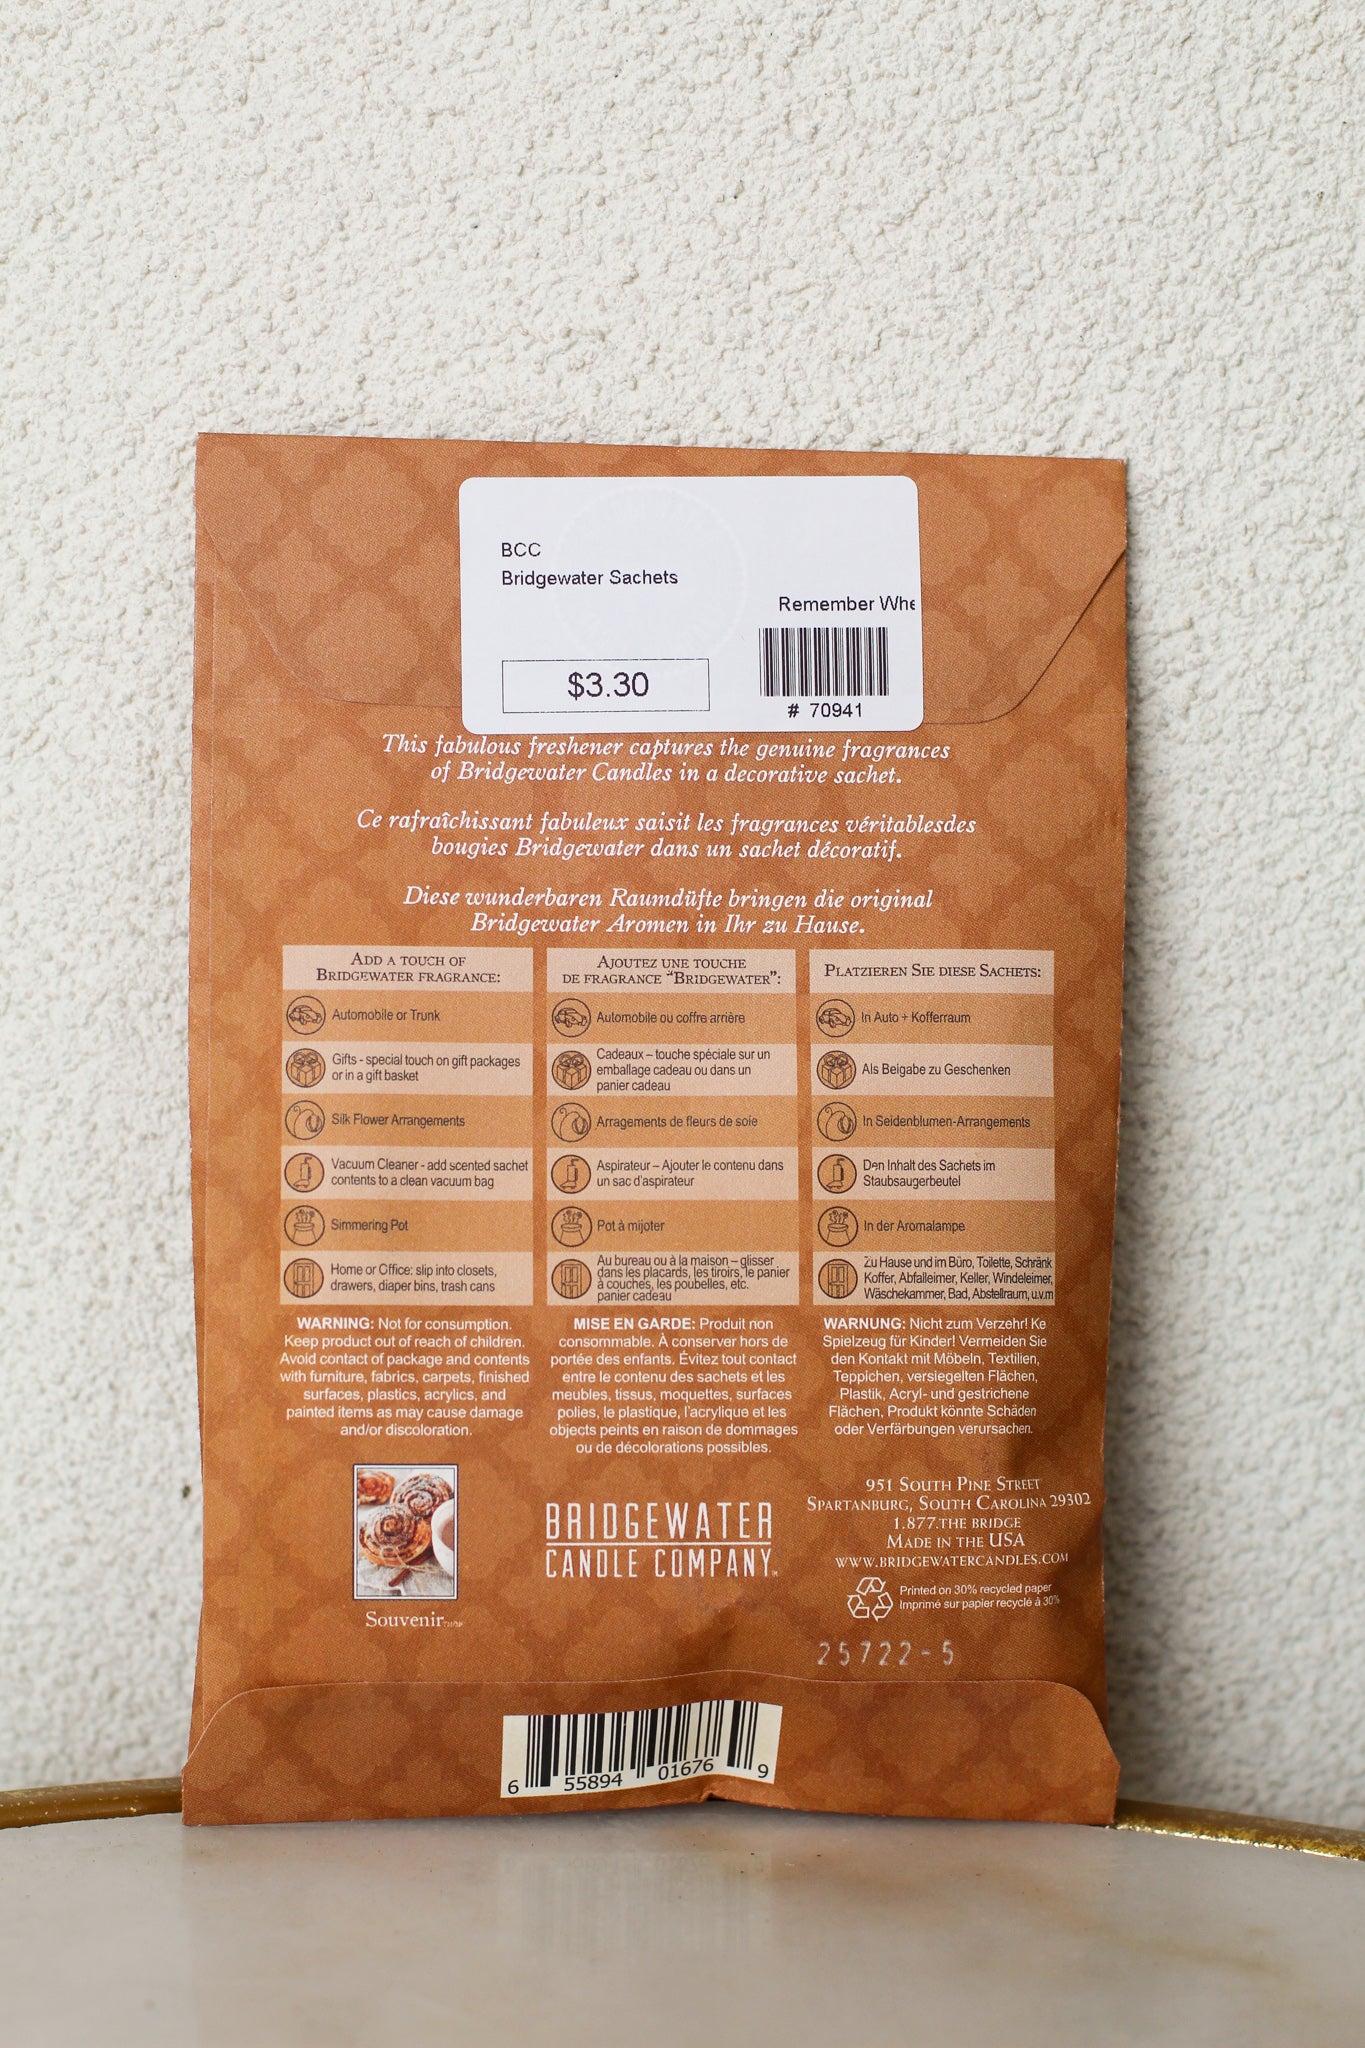 BCC
Bridgewater Sachets
Remember Whe
$3.30
# 70941
This fabulous freshener captures the genuine fragrances
of Bridgewater Candles in a decorative sachet.
Ce rafraîchissant fabuleux saisit les fragrances véritablesdes
bougies Bridgewater dans un sachet décoratif.
Diese wunderbaren Raumdüfte bringen die original
Bridgewater Aromen in Ihr zu Hause.
ADD A TOUCH OF
BRIDGEWATER FRAGRANCE:
Automobile or Trunk
Gifts - special touch on gift packages
or in a gift basket
Silk Flower Arrangements
Vacuum Cleaner - add scented sachet
contents to a clean vacuum bag
Simmering Pot
Home or Office: slip into closets,
drawers, diaper bins, trash cans
AJOUTEZ UNE TOUCHE
DE FRAGRANCE "BRIDGEWATER":
Automobile ou coffre arrière
Cadeaux – touche spéciale sur un
emballage cadeau ou dans un
panier cadeau
Arragements de fleurs de soie
Aspirateur – Ajouter le contenu dans
un sac d'aspirateur
Pot à mijoter
Au bureau ou à la maison – glisser
dans les placards, les tiroirs, le panier
à couches, les poubelles, etc.
panier cadeau
PLATZIEREN SIE DIESE SACHETS:
In Auto + Kofferraum
Als Beigabe zu Geschenken
In Seidenblumen-Arrangements
Den Inhalt des Sachets im
Staubsaugerbeutel
In der Aromalampe
Zu Hause und im Büro, Toilette, Schränk
Koffer, Abfalleimer, Keller, Windeleimer,
Wäschekammer, Bad, Abstellraum, u.v.m
WARNING: Not for consumption.
Keep product out of reach of children.
Avoid contact of package and contents
with furniture, fabrics, carpets, finished
surfaces, plastics, acrylics, and
painted items as may cause damage
and/or discoloration.
MISE EN GARDE: Produit non
consommable. À conserver hors de
portée des enfants. Évitez tout contact
entre le contenu des sachets et les
meubles, tissus, moquettes, surfaces
polies, le plastique, l'acrylique et les
objects peints en raison de dommages
ou de décolorations possibles.
WARNUNG: Nicht zum Verzehr! Ke
Spielzeug für Kinder! Vermeiden Sie
den Kontakt mit Möbeln, Textilien,
Teppichen, versiegelten Flächen,
Plastik, Acryl- und gestrichene
Flächen, Produkt könnte Schäden
oder Verfärbungen verursachen.
Souvenir
BRIDGEWATER
CANDLE COMPANY
951 SOUTH PINE STREET
SPARTANBURG, SOUTH CAROLINA 29302
1.877.THE BRIDGE
MADE IN THE USA
WWW.BRIDGEWATERCANDLES.COM
Printed on 30% recycled paper
Imprimé sur papier recyclé à 30%
25722-5
6 55894 01676 9